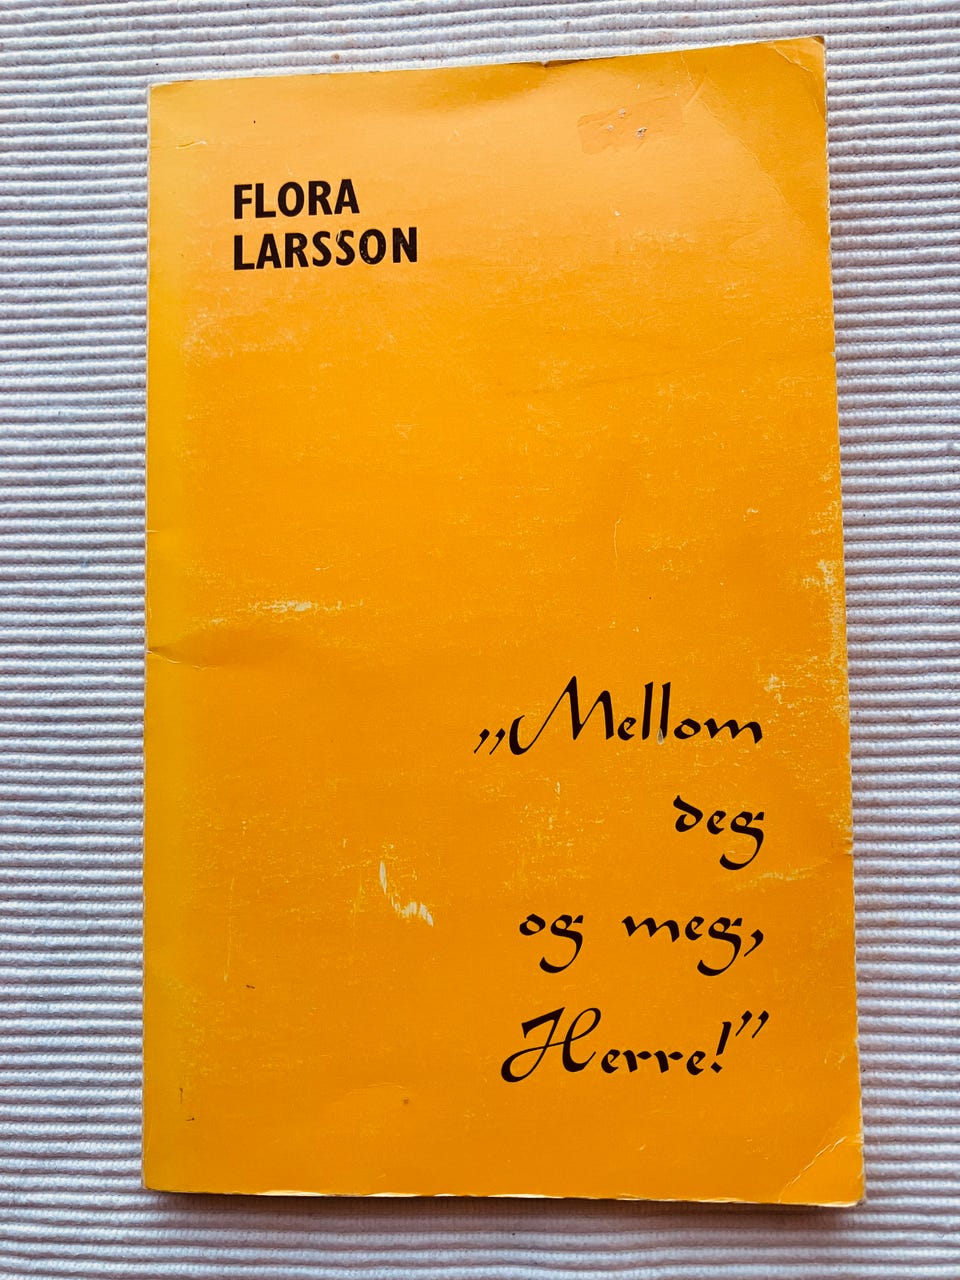 FLORA
LARSSON
„Mellom
deg
og meg,
Herre!”